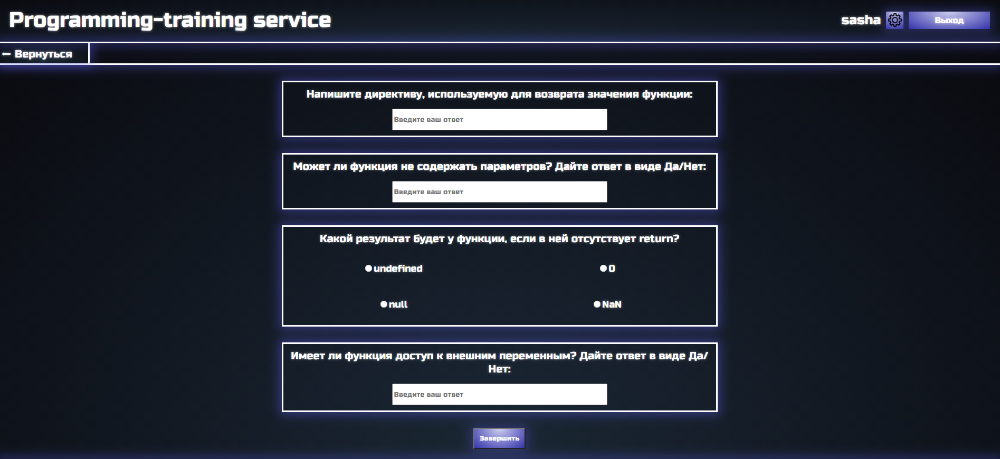 Programming-training service
sasha
Выход
← Вернуться
Напишите директиву, используемую для возврата значения функции:
Введите ваш ответ
Может ли функция не содержать параметров? Дайте ответ в виде Да/Нет:
Введите ваш ответ
Какой результат будет у функции, если в ней отсутствует return?
undefined
0
null
NaN
Имеет ли функция доступ к внешним переменным? Дайте ответ в виде Да/
Нет:
Введите ваш ответ
Завершить